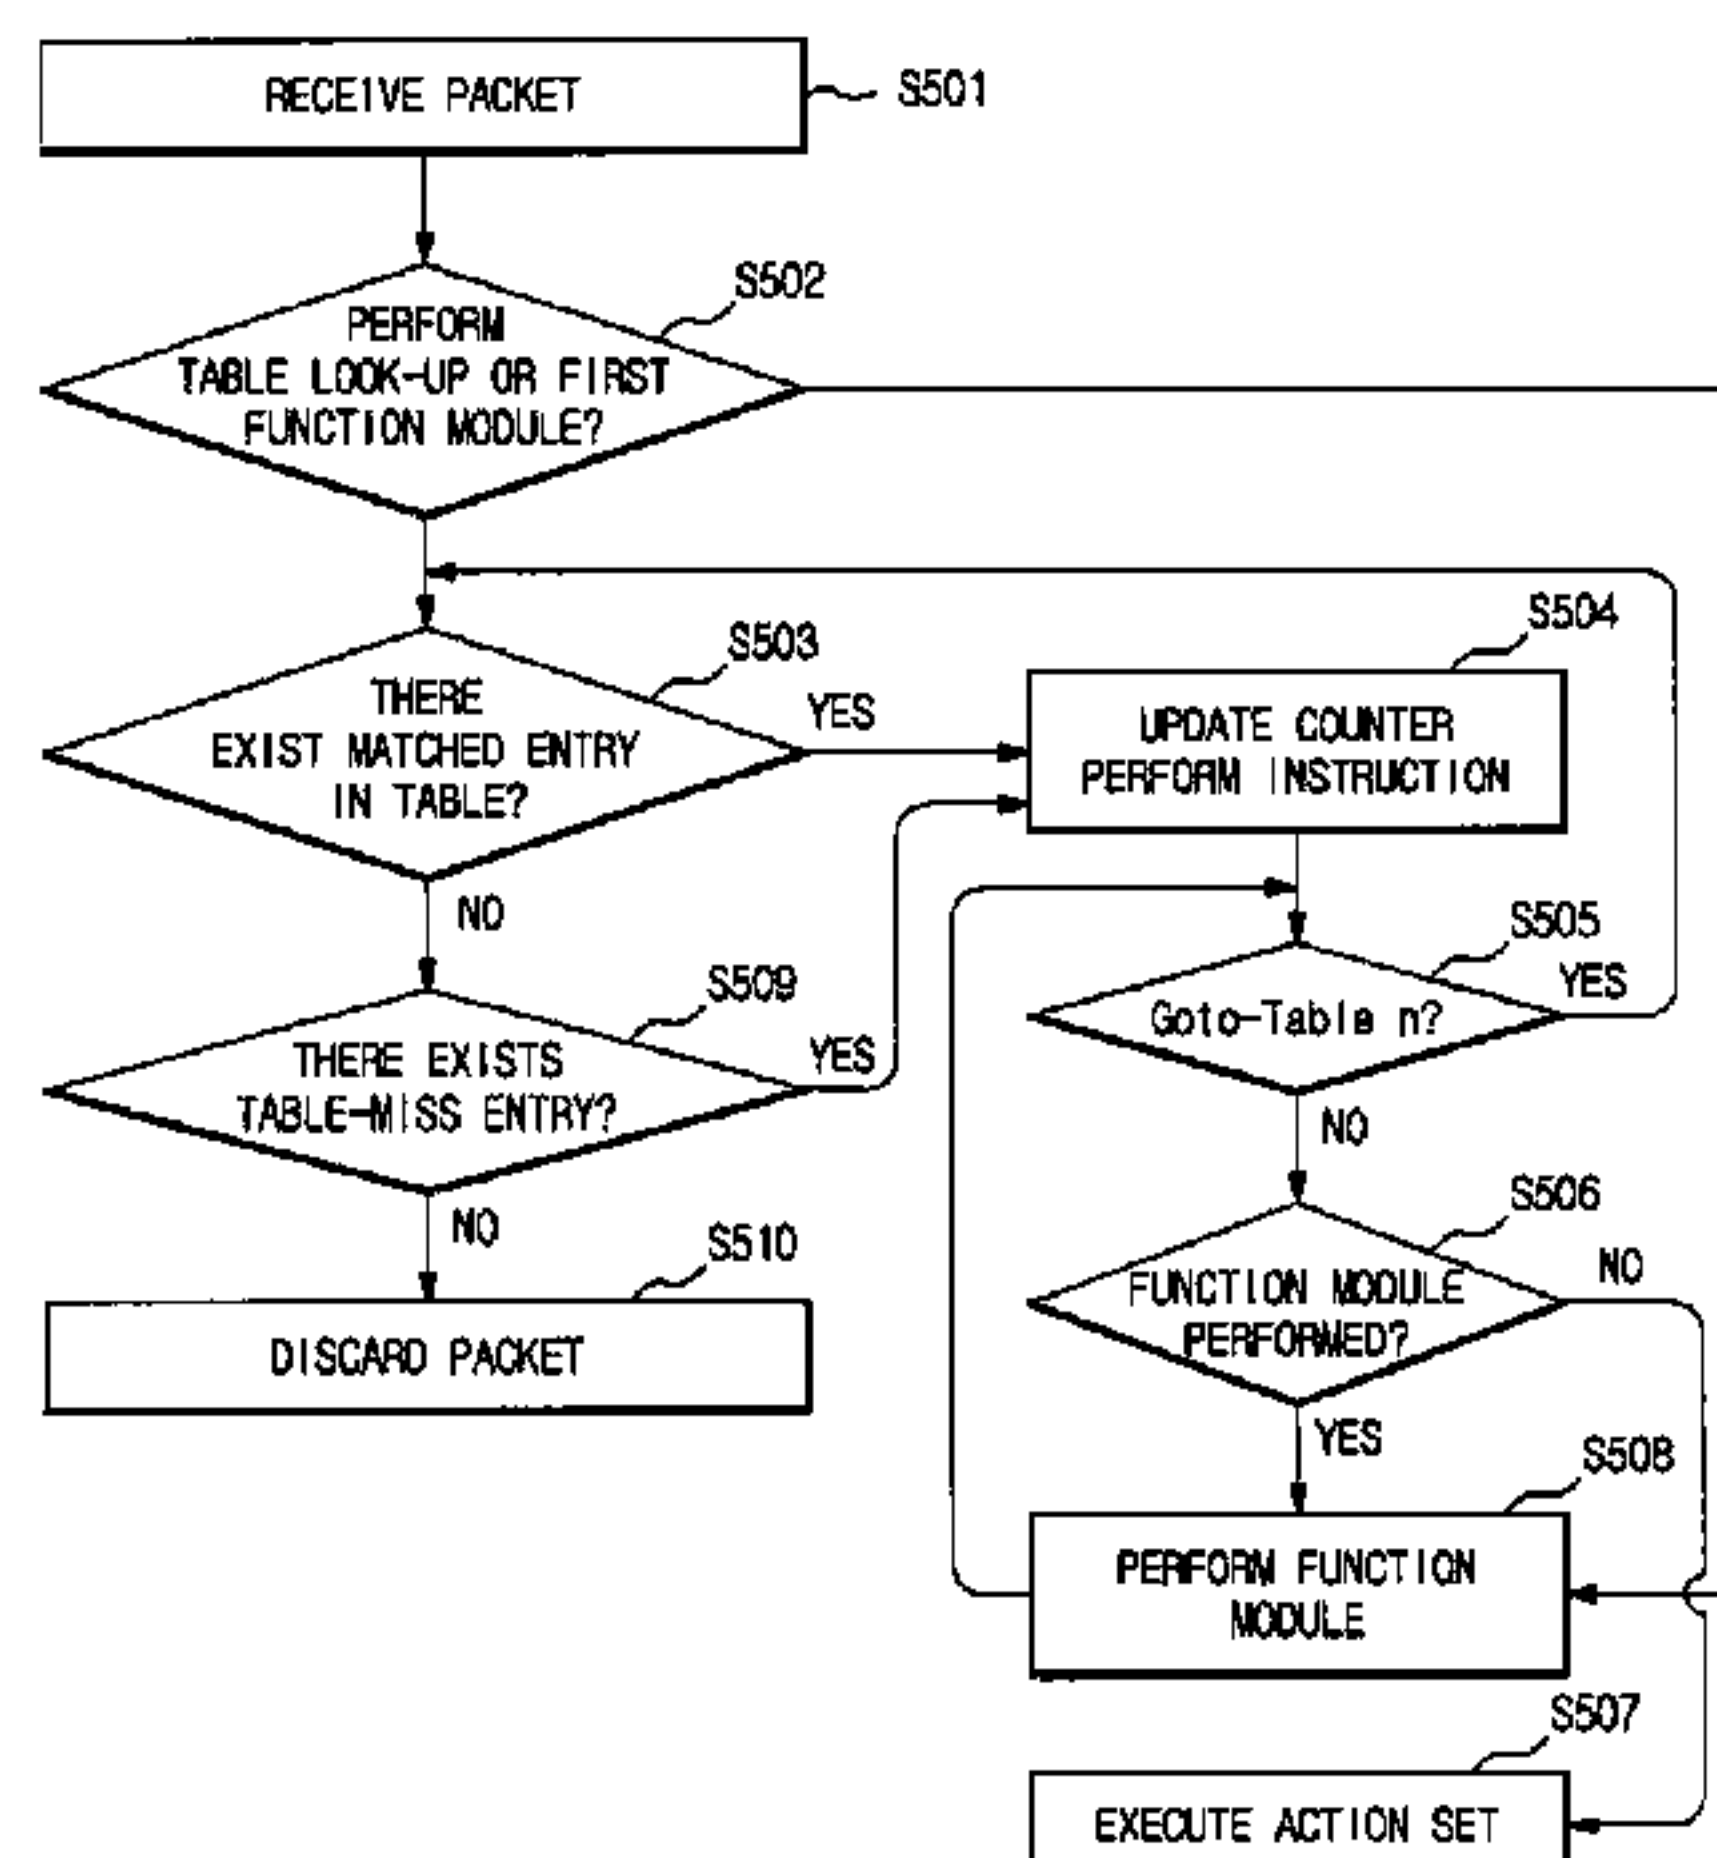 RECEIVE PACKET
S501
S502
PERFORM
TABLE LOOK-UP OR FIRST
FUNCTION MODULE?
S503
THERE
EXIST MATCHED ENTRY
IN TABLE?
YES
NO
S504
UPDATE COUNTER
PERFORM INSTRUCTION
S505
Goto-Table n?
YES
NO
S509
THERE EXISTS
TABLE-MISS ENTRY?
YES
NO
S506
FUNCTION MODULE
PERFORMED?
NO
YES
S510
DISCARD PACKET
S508
PERFORM FUNCTION
MODULE
S507
EXECUTE ACTION SET